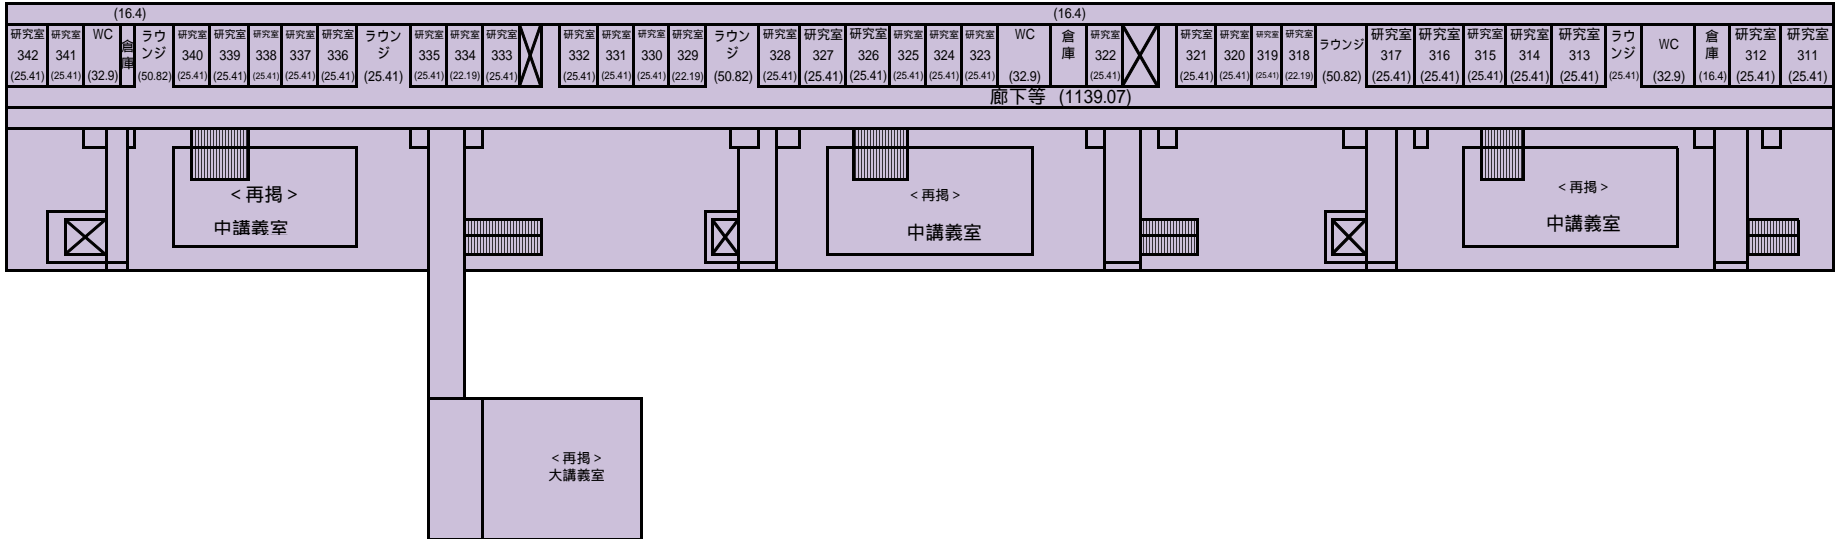 (16.4) (16.4)
研究室 342 (25.41)
研究室 341 (25.41)
WC (32.9)
倉庫
ラウンジ (50.82)
研究室 340 (25.41)
研究室 339 (25.41)
研究室 338 (25.41)
研究室 337 (25.41)
研究室 336 (25.41)
ラウンジ (25.41)
研究室 335 (25.41)
研究室 334 (22.19)
研究室 333 (25.41)
研究室 332 (25.41)
研究室 331 (25.41)
研究室 330 (25.41)
研究室 329 (22.19)
ラウンジ (50.82)
研究室 328 (25.41)
研究室 327 (25.41)
研究室 326 (25.41)
研究室 325 (25.41)
研究室 324 (25.41)
研究室 323 (25.41)
WC (32.9)
倉庫
研究室 322 (25.41)
研究室 321 (25.41)
研究室 320 (25.41)
研究室 319 (25.41)
研究室 318 (22.19)
ラウンジ (50.82)
研究室 317 (25.41)
研究室 316 (25.41)
研究室 315 (25.41)
研究室 314 (25.41)
研究室 313 (25.41)
ラウンジ (25.41)
WC (32.9)
倉庫 (16.4)
研究室 312 (25.41)
研究室 311 (25.41)
廊下等 (1139.07)
<再掲>
中講義室
<再掲>
中講義室
<再掲>
中講義室
<再掲>
大講義室